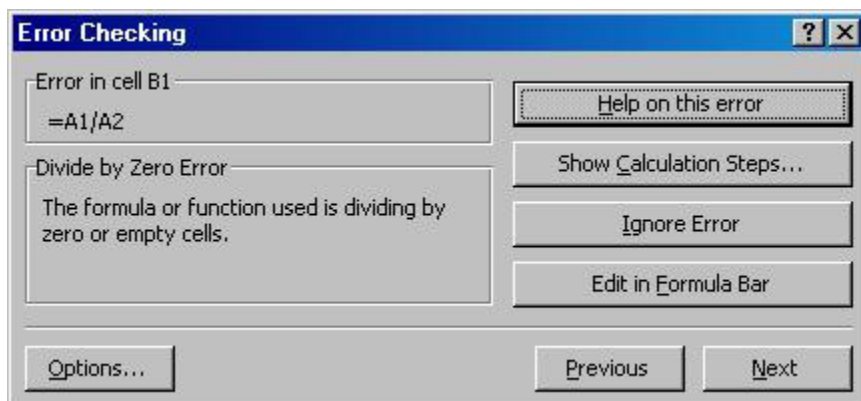 Error Checking
Error in cell B1
=A1/A2
Divide by Zero Error
The formula or function used is dividing by
zero or empty cells.
Help on this error
Show Calculation Steps...
Ignore Error
Edit in Formula Bar
Options...
Previous
Next